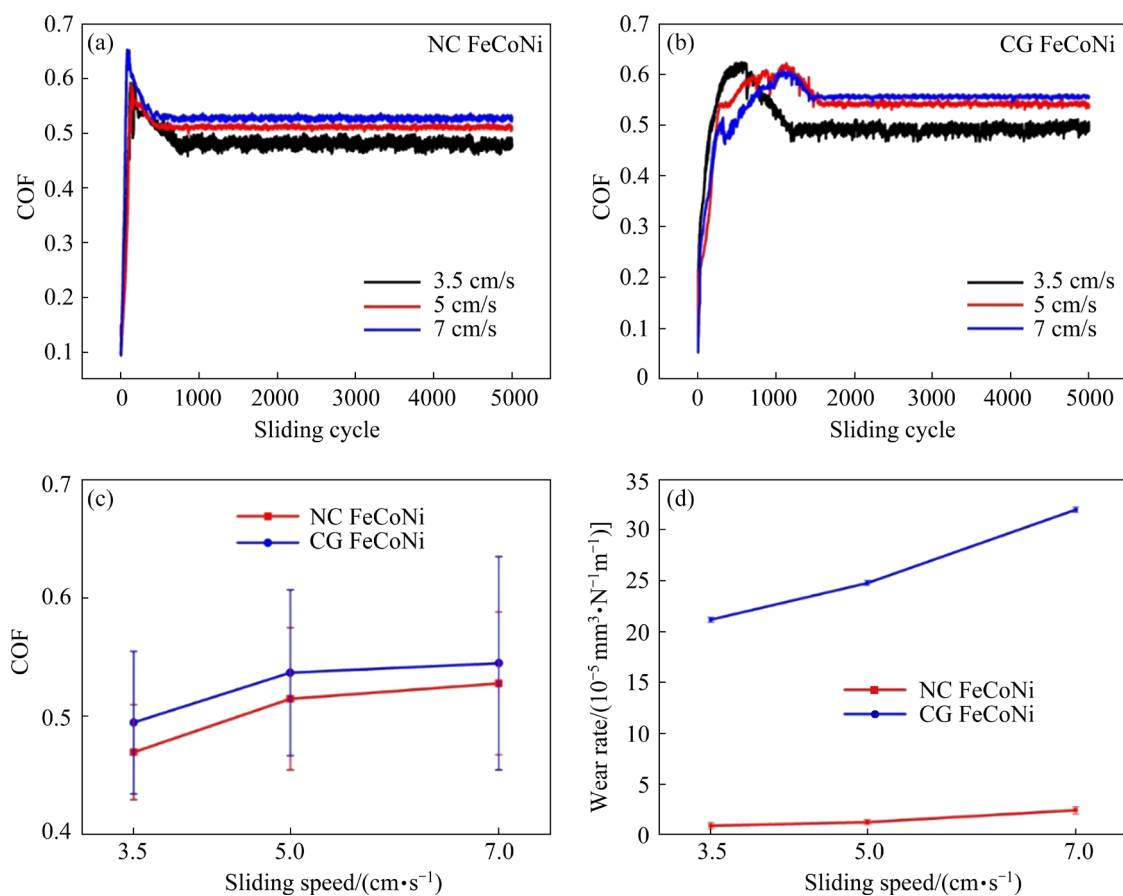 (a) NC FeCoNi
0.7
0.6
0.5
0.4
0.3
0.2
0.1
COF
3.5 cm/s
5 cm/s
7 cm/s
0 1000 2000 3000 4000 5000
Sliding cycle
(b) CG FeCoNi
0.7
0.6
0.5
0.4
0.3
0.2
0.1
0
COF
3.5 cm/s
5 cm/s
7 cm/s
0 1000 2000 3000 4000 5000
Sliding cycle
(c)
0.7
0.6
0.5
0.4
COF
NC FeCoNi
CG FeCoNi
3.5 5.0 7.0
Sliding speed/(cm•s⁻¹)
(d)
35
30
25
20
15
10
5
0
Wear rate/(10⁻⁵ mm³•N⁻¹m⁻¹)]
NC FeCoNi
CG FeCoNi
3.5 5.0 7.0
Sliding speed/(cm•s⁻¹)